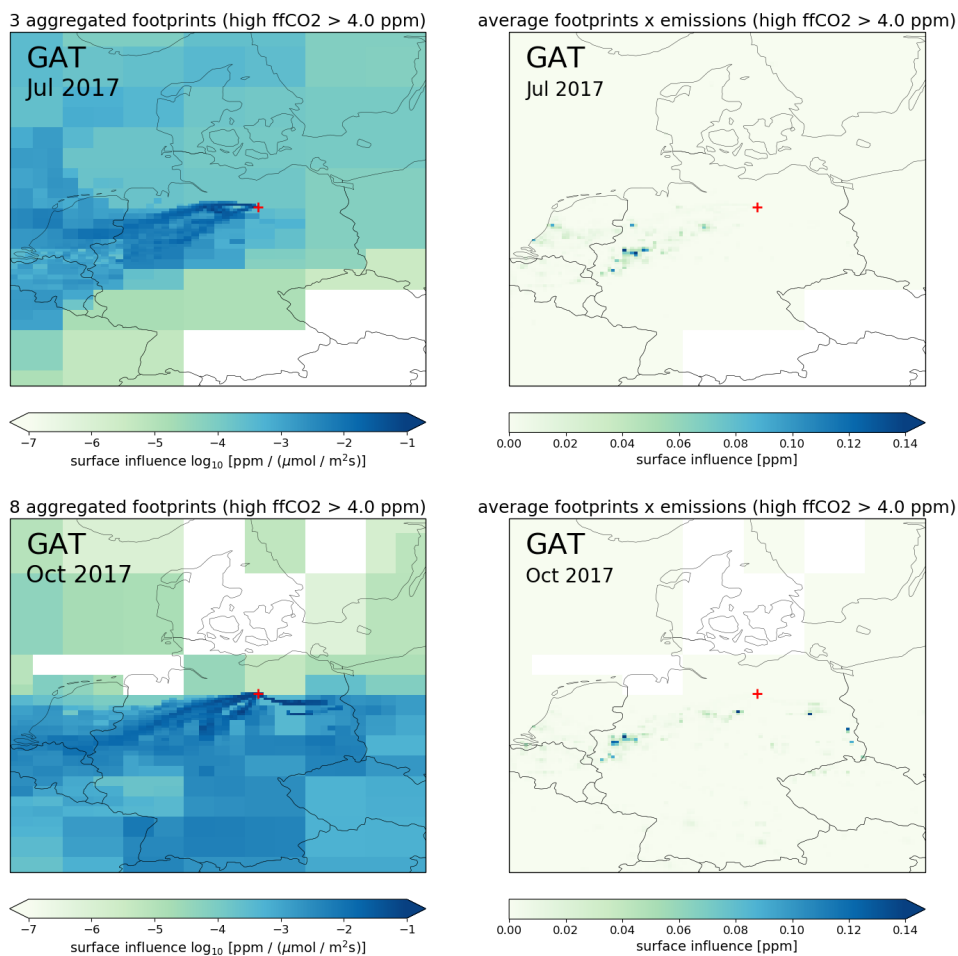 3 aggregated footprints (high ffCO2 > 4.0 ppm)
average footprints x emissions (high ffCO2 > 4.0 ppm)
GAT
Jul 2017
GAT
Jul 2017
−7 −6 −5 −4 −3 −2 −1
surface influence log₁₀ [ppm / (μmol / m²s)]
0.00 0.02 0.04 0.06 0.08 0.10 0.12 0.14
surface influence [ppm]
8 aggregated footprints (high ffCO2 > 4.0 ppm)
average footprints x emissions (high ffCO2 > 4.0 ppm)
GAT
Oct 2017
GAT
Oct 2017
−7 −6 −5 −4 −3 −2 −1
surface influence log₁₀ [ppm / (μmol / m²s)]
0.00 0.02 0.04 0.06 0.08 0.10 0.12 0.14
surface influence [ppm]